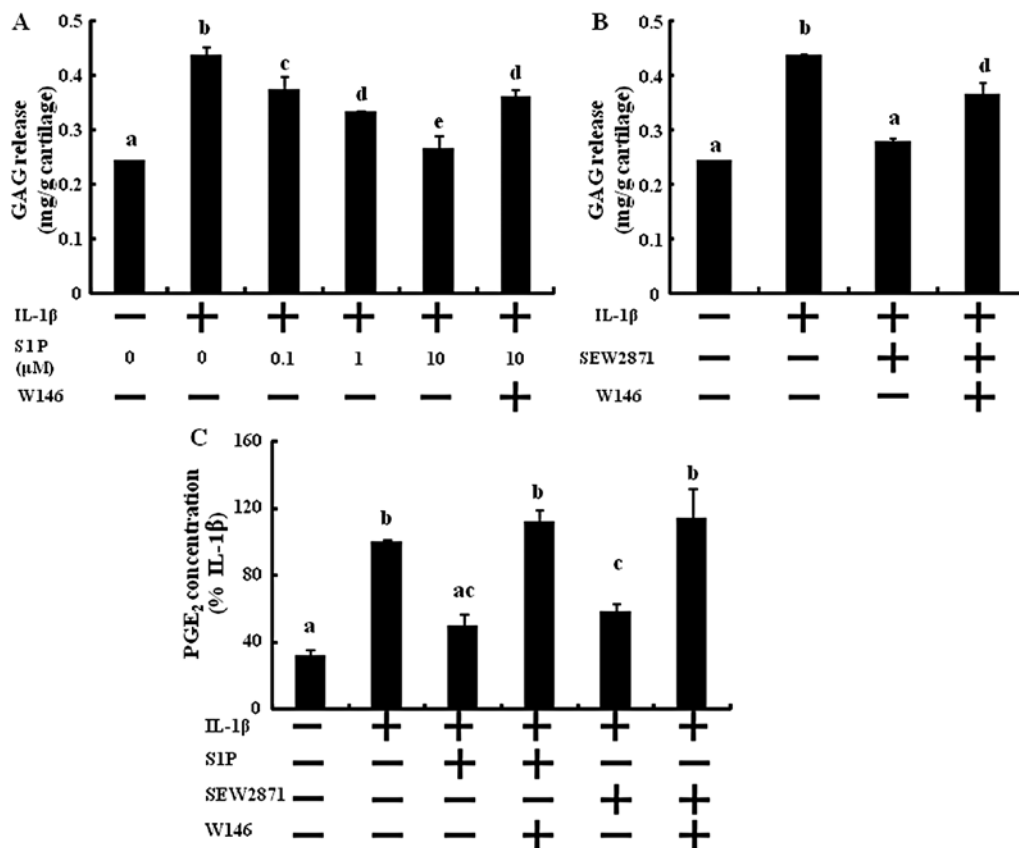 A
GAG release
(mg/g cartilage)
0.5
0.4
0.3
0.2
0.1
0
a
b
c
d
e
d
IL-1β — + + + + +
S1P
(μM) 0 0 0.1 1 10 10
W146 — — — — — +
B
GAG release
(mg/g cartilage)
0.5
0.4
0.3
0.2
0.1
0
a
b
a
d
IL-1β — + + +
SEW2871 — — + +
W146 — — — +
C
PGE₂ concentration
(% IL-1β)
160
120
80
40
0
a
b
ac
b
c
b
IL-1β — + + + + +
S1P — — + + — —
SEW2871 — — — — + +
W146 — — — + — +